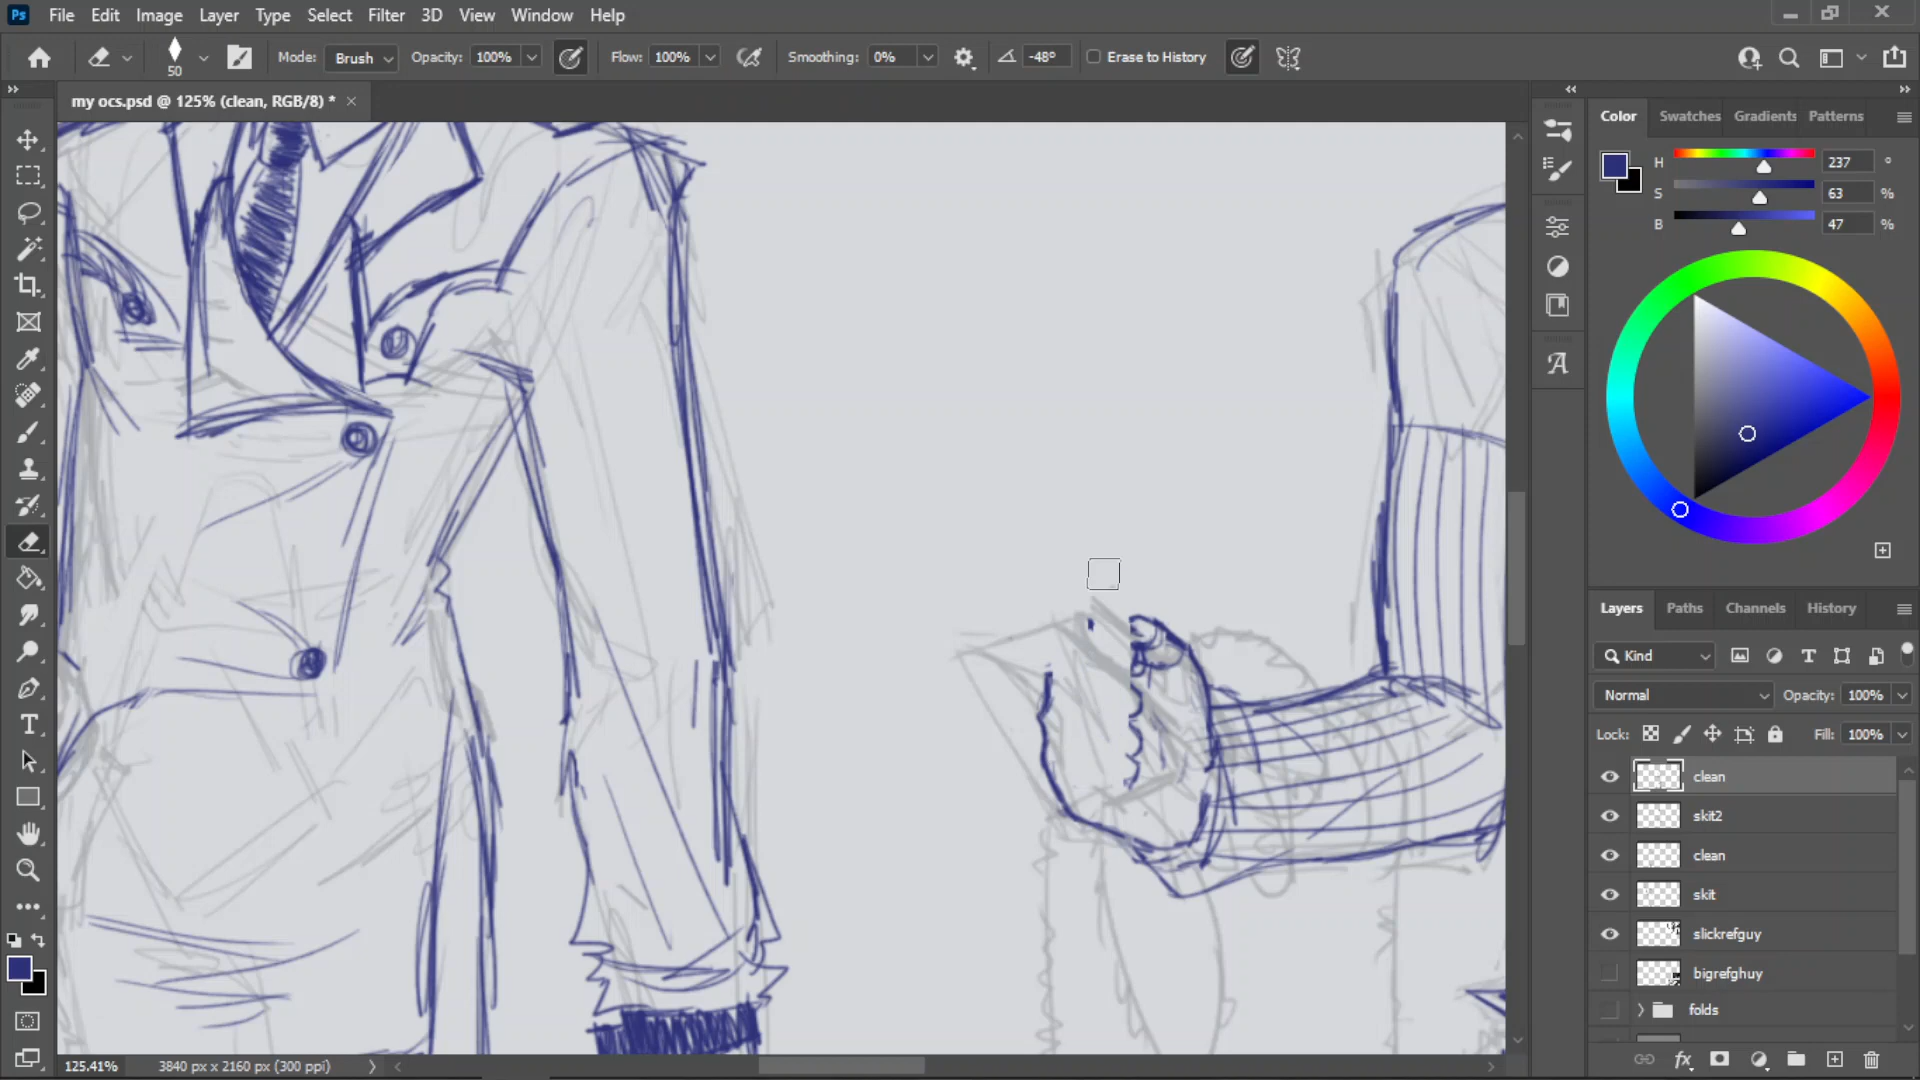 Ps File Edit Image Layer Type Select Filter 3D View Window Help
50 Mode: Brush Opacity: 100% Flow: 100% Smoothing: 0% -48° Erase to History
my ocs.psd @ 125% (clean, RGB/8) *
Color Swatches Gradients Patterns
H 237 °
S 63 %
B 47 %
Layers Paths Channels History
Kind
Normal Opacity: 100%
Lock: Fill: 100%
clean
skit2
clean
skit
slickrefguy
bigrefghuy
folds
125.41% 3840 px x 2160 px (300 ppi)